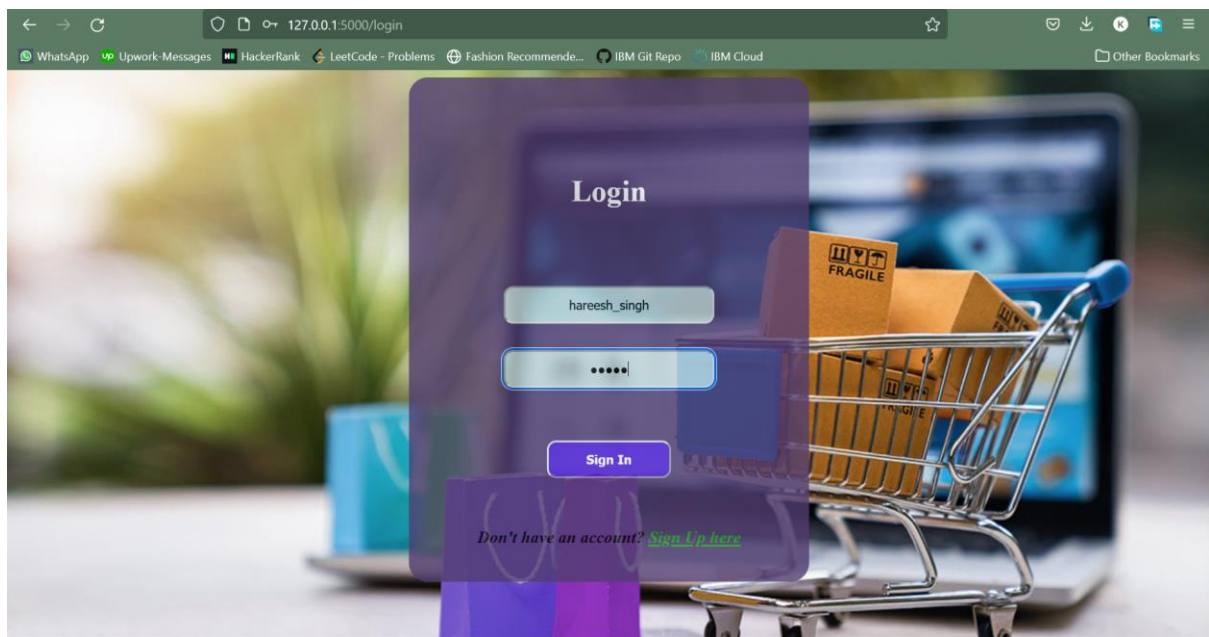 127.0.0.1:5000/login
WhatsApp Upwork-Messages HackerRank LeetCode - Problems Fashion Recommende... IBM Git Repo IBM Cloud Other Bookmarks
Login
FRAGILE
hareesh_singh
•••••
Sign In
Don't have an account? Sign Up here